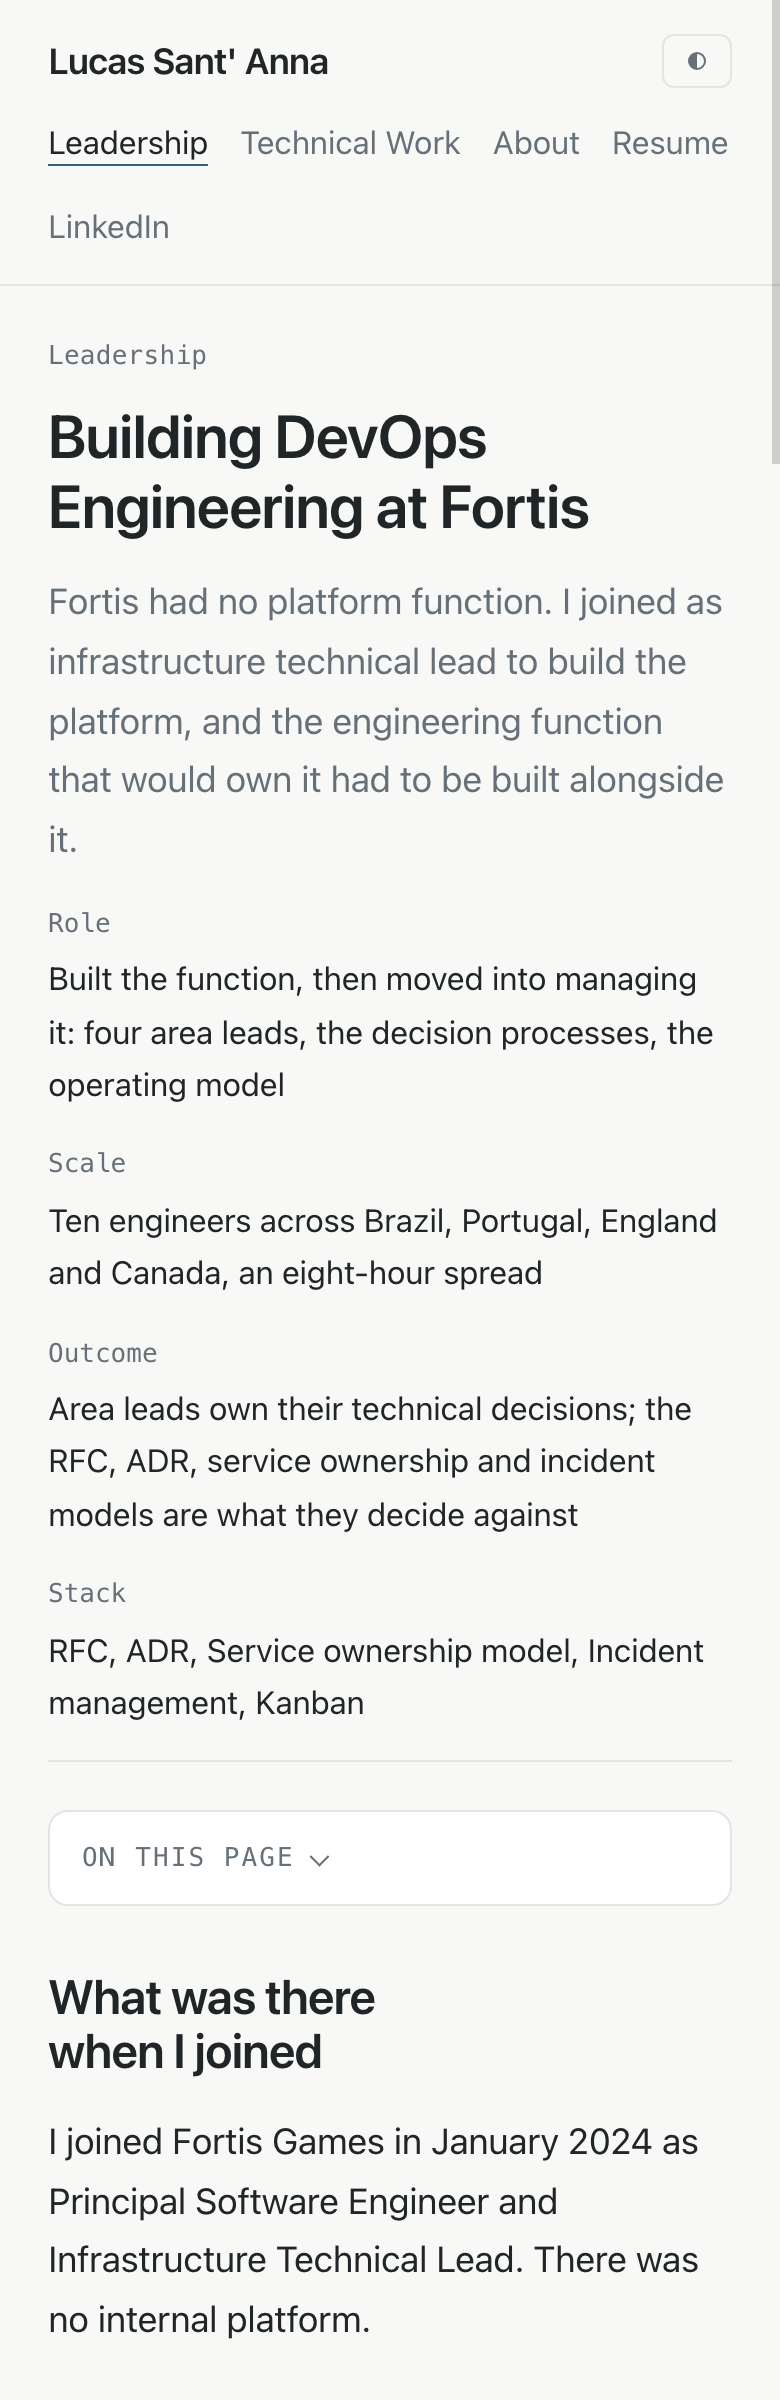 Lucas Sant' Anna
Leadership Technical Work About Resume
LinkedIn
Leadership
Building DevOps
Engineering at Fortis
Fortis had no platform function. I joined as
infrastructure technical lead to build the
platform, and the engineering function
that would own it had to be built alongside
it.
Role
Built the function, then moved into managing
it: four area leads, the decision processes, the
operating model
Scale
Ten engineers across Brazil, Portugal, England
and Canada, an eight-hour spread
Outcome
Area leads own their technical decisions; the
RFC, ADR, service ownership and incident
models are what they decide against
Stack
RFC, ADR, Service ownership model, Incident
management, Kanban
ON THIS PAGE
What was there
when I joined
I joined Fortis Games in January 2024 as
Principal Software Engineer and
Infrastructure Technical Lead. There was
no internal platform.